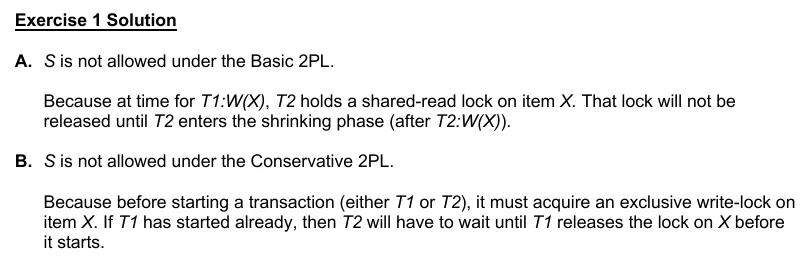 Exercise 1 Solution
A. S is not allowed under the Basic 2PL.
Because at time for T1:W(X), T2 holds a shared-read lock on item X. That lock will not be
released until T2 enters the shrinking phase (after T2:W(X)).
B. S is not allowed under the Conservative 2PL.
Because before starting a transaction (either T1 or T2), it must acquire an exclusive write-lock on
item X. If T1 has started already, then T2 will have to wait until T1 releases the lock on X before
it starts.